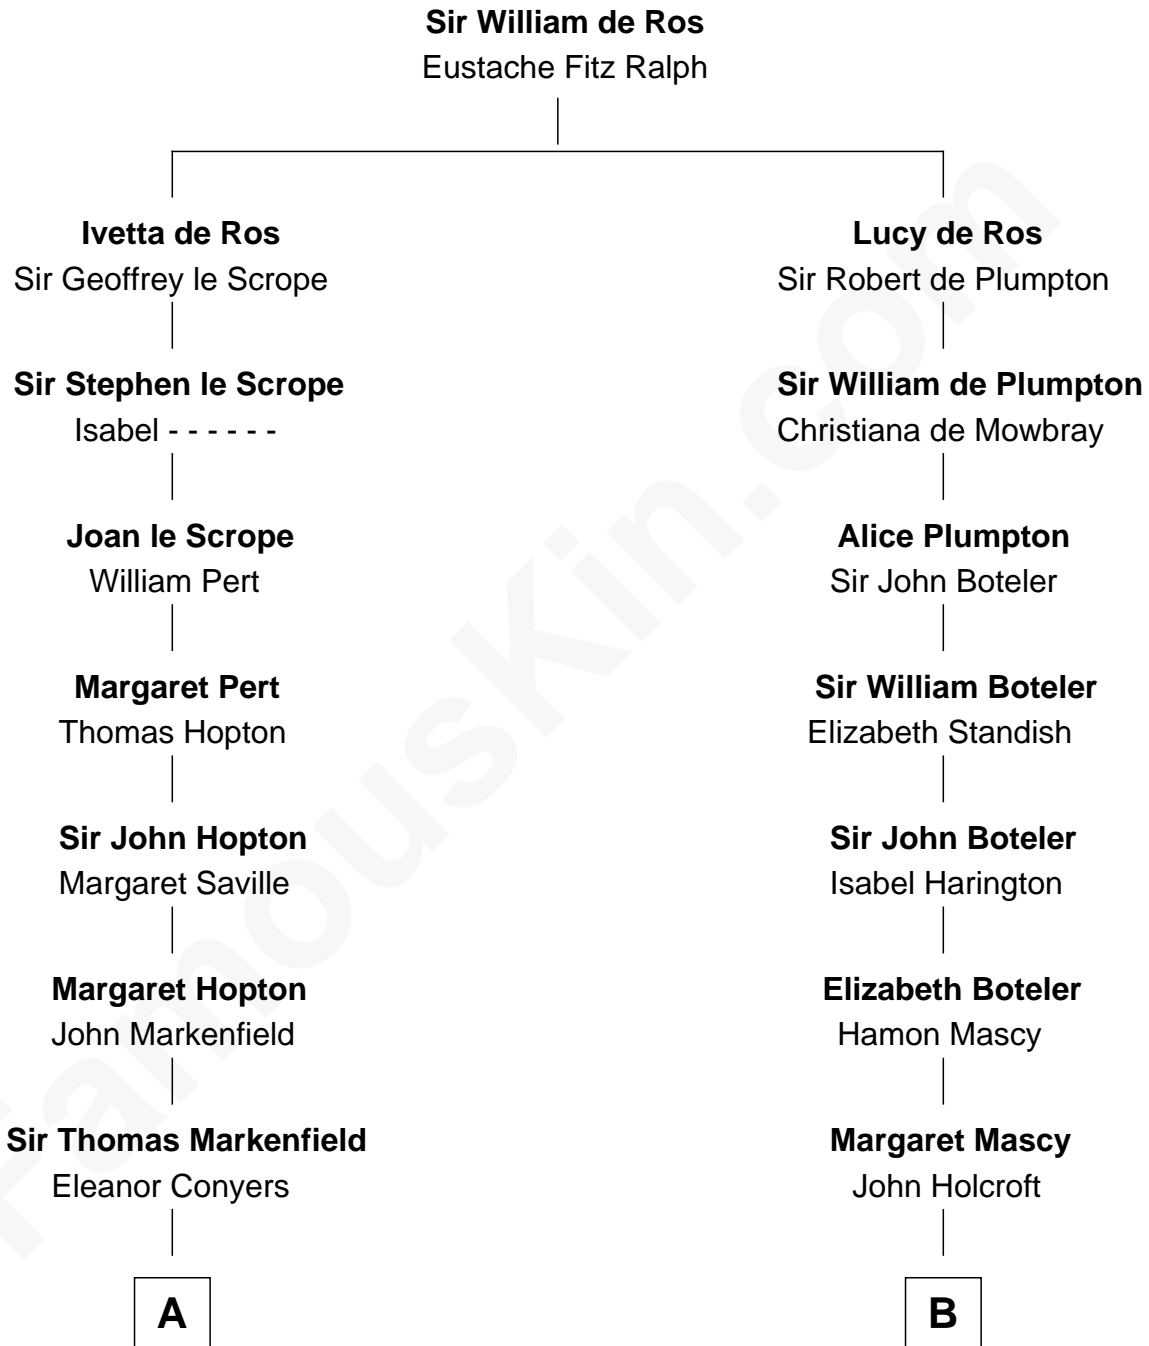 Sir William de Ros
Eustache Fitz Ralph
Ivetta de Ros
Sir Geoffrey le Scrope
Lucy de Ros
Sir Robert de Plumpton
Sir Stephen le Scrope
Isabel - - - - - -
Sir William de Plumpton
Christiana de Mowbray
Joan le Scrope
William Pert
Alice Plumpton
Sir John Boteler
Margaret Pert
Thomas Hopton
Sir William Boteler
Elizabeth Standish
Sir John Hopton
Margaret Saville
Sir John Boteler
Isabel Harington
Margaret Hopton
John Markenfield
Elizabeth Boteler
Hamon Mascy
Sir Thomas Markenfield
Eleanor Conyers
Margaret Mascy
John Holcroft
A
B
FamousKin.com